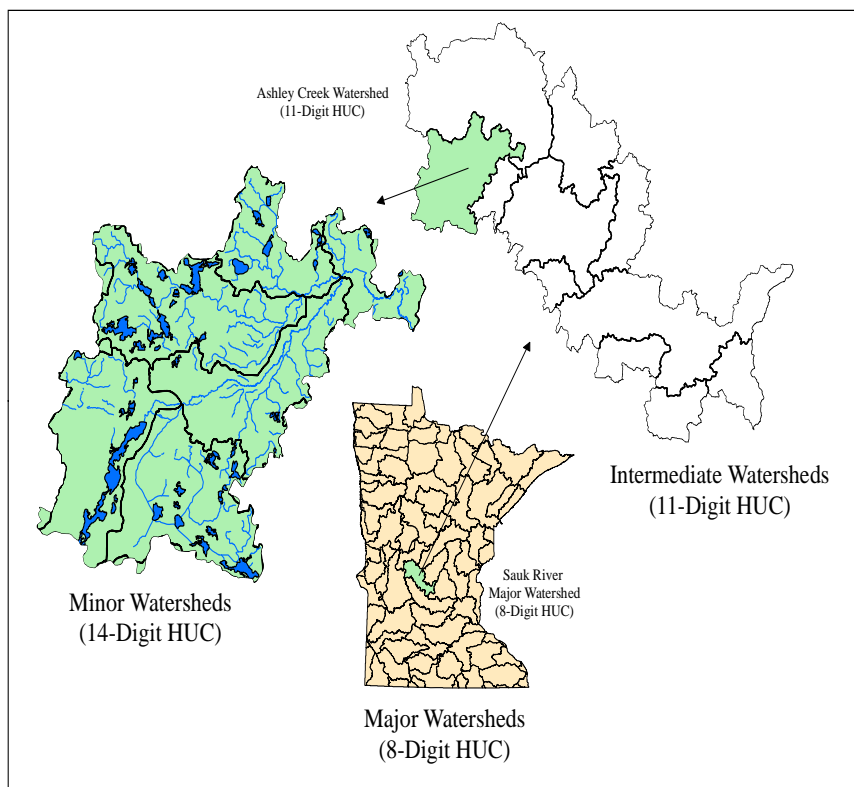 Ashley Creek Watershed
(11-Digit HUC)
Intermediate Watersheds
(11-Digit HUC)
Sauk River
Major Watershed
(8-Digit HUC)
Minor Watersheds
(14-Digit HUC)
Major Watersheds
(8-Digit HUC)